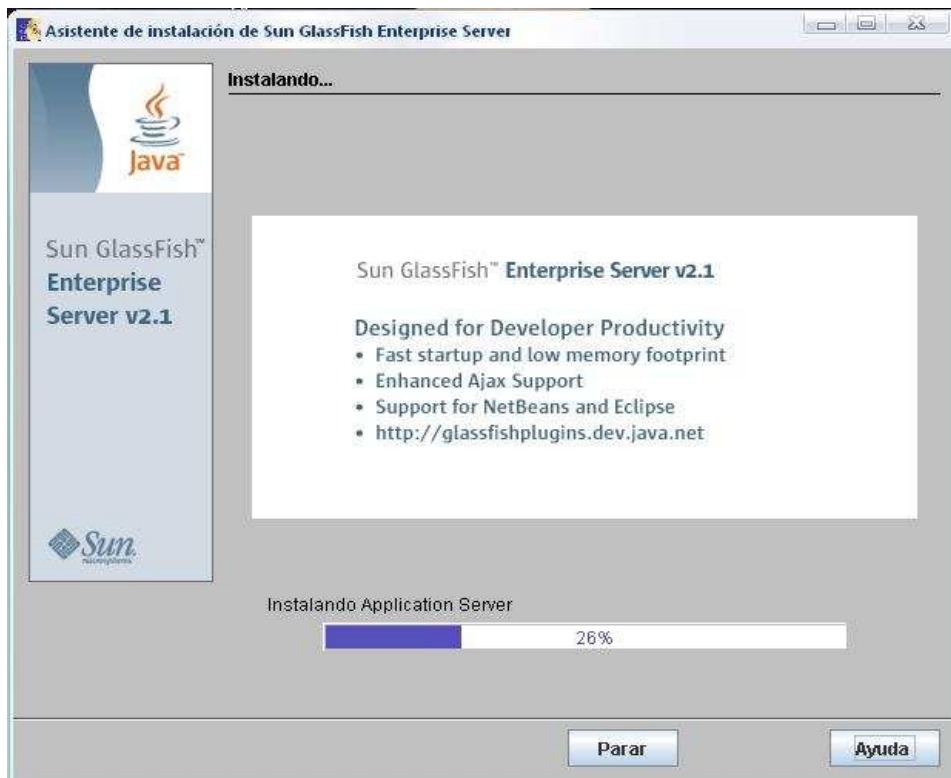 Asistente de instalación de Sun GlassFish Enterprise Server
Instalando...
Java™
Sun GlassFish™
Enterprise
Server v2.1
Sun GlassFish™ Enterprise Server v2.1
Designed for Developer Productivity
• Fast startup and low memory footprint
• Enhanced Ajax Support
• Support for NetBeans and Eclipse
• http://glassfishplugins.dev.java.net
Sun
microsystems
Instalando Application Server
26%
Parar
Ayuda